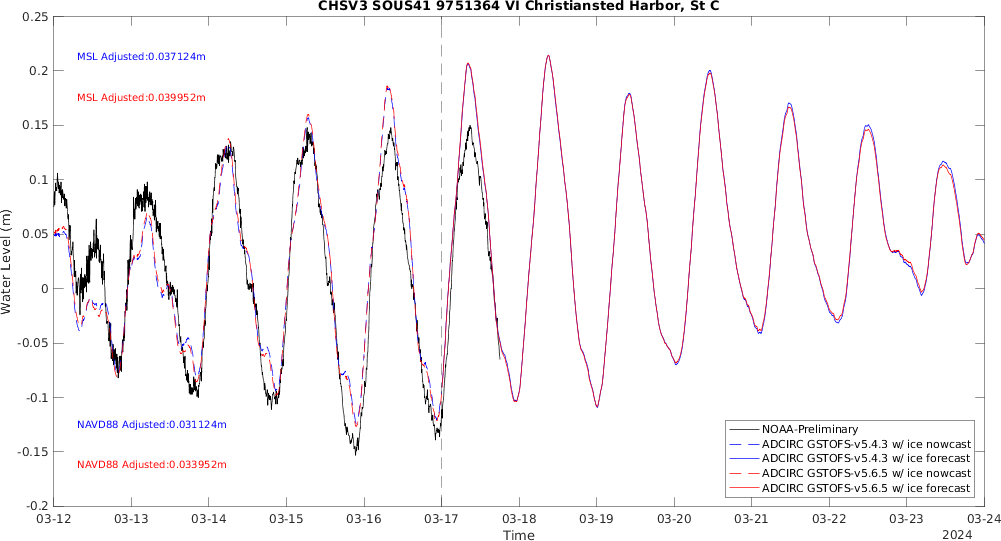 CHSV3 SOUS41 9751364 VI Christiansted Harbor, St C
0.25
0.2
0.15
0.1
0.05
0
-0.05
-0.1
-0.15
-0.2
Water Level (m)
MSL Adjusted:0.037124m
MSL Adjusted:0.039952m
NAVD88 Adjusted:0.031124m
NAVD88 Adjusted:0.033952m
NOAA-Preliminary
ADCIRC GSTOFS-v5.4.3 w/ ice nowcast
ADCIRC GSTOFS-v5.4.3 w/ ice forecast
ADCIRC GSTOFS-v5.6.5 w/ ice nowcast
ADCIRC GSTOFS-v5.6.5 w/ ice forecast
03-12 03-13 03-14 03-15 03-16 03-17 03-18 03-19 03-20 03-21 03-22 03-23 03-24
Time
2024